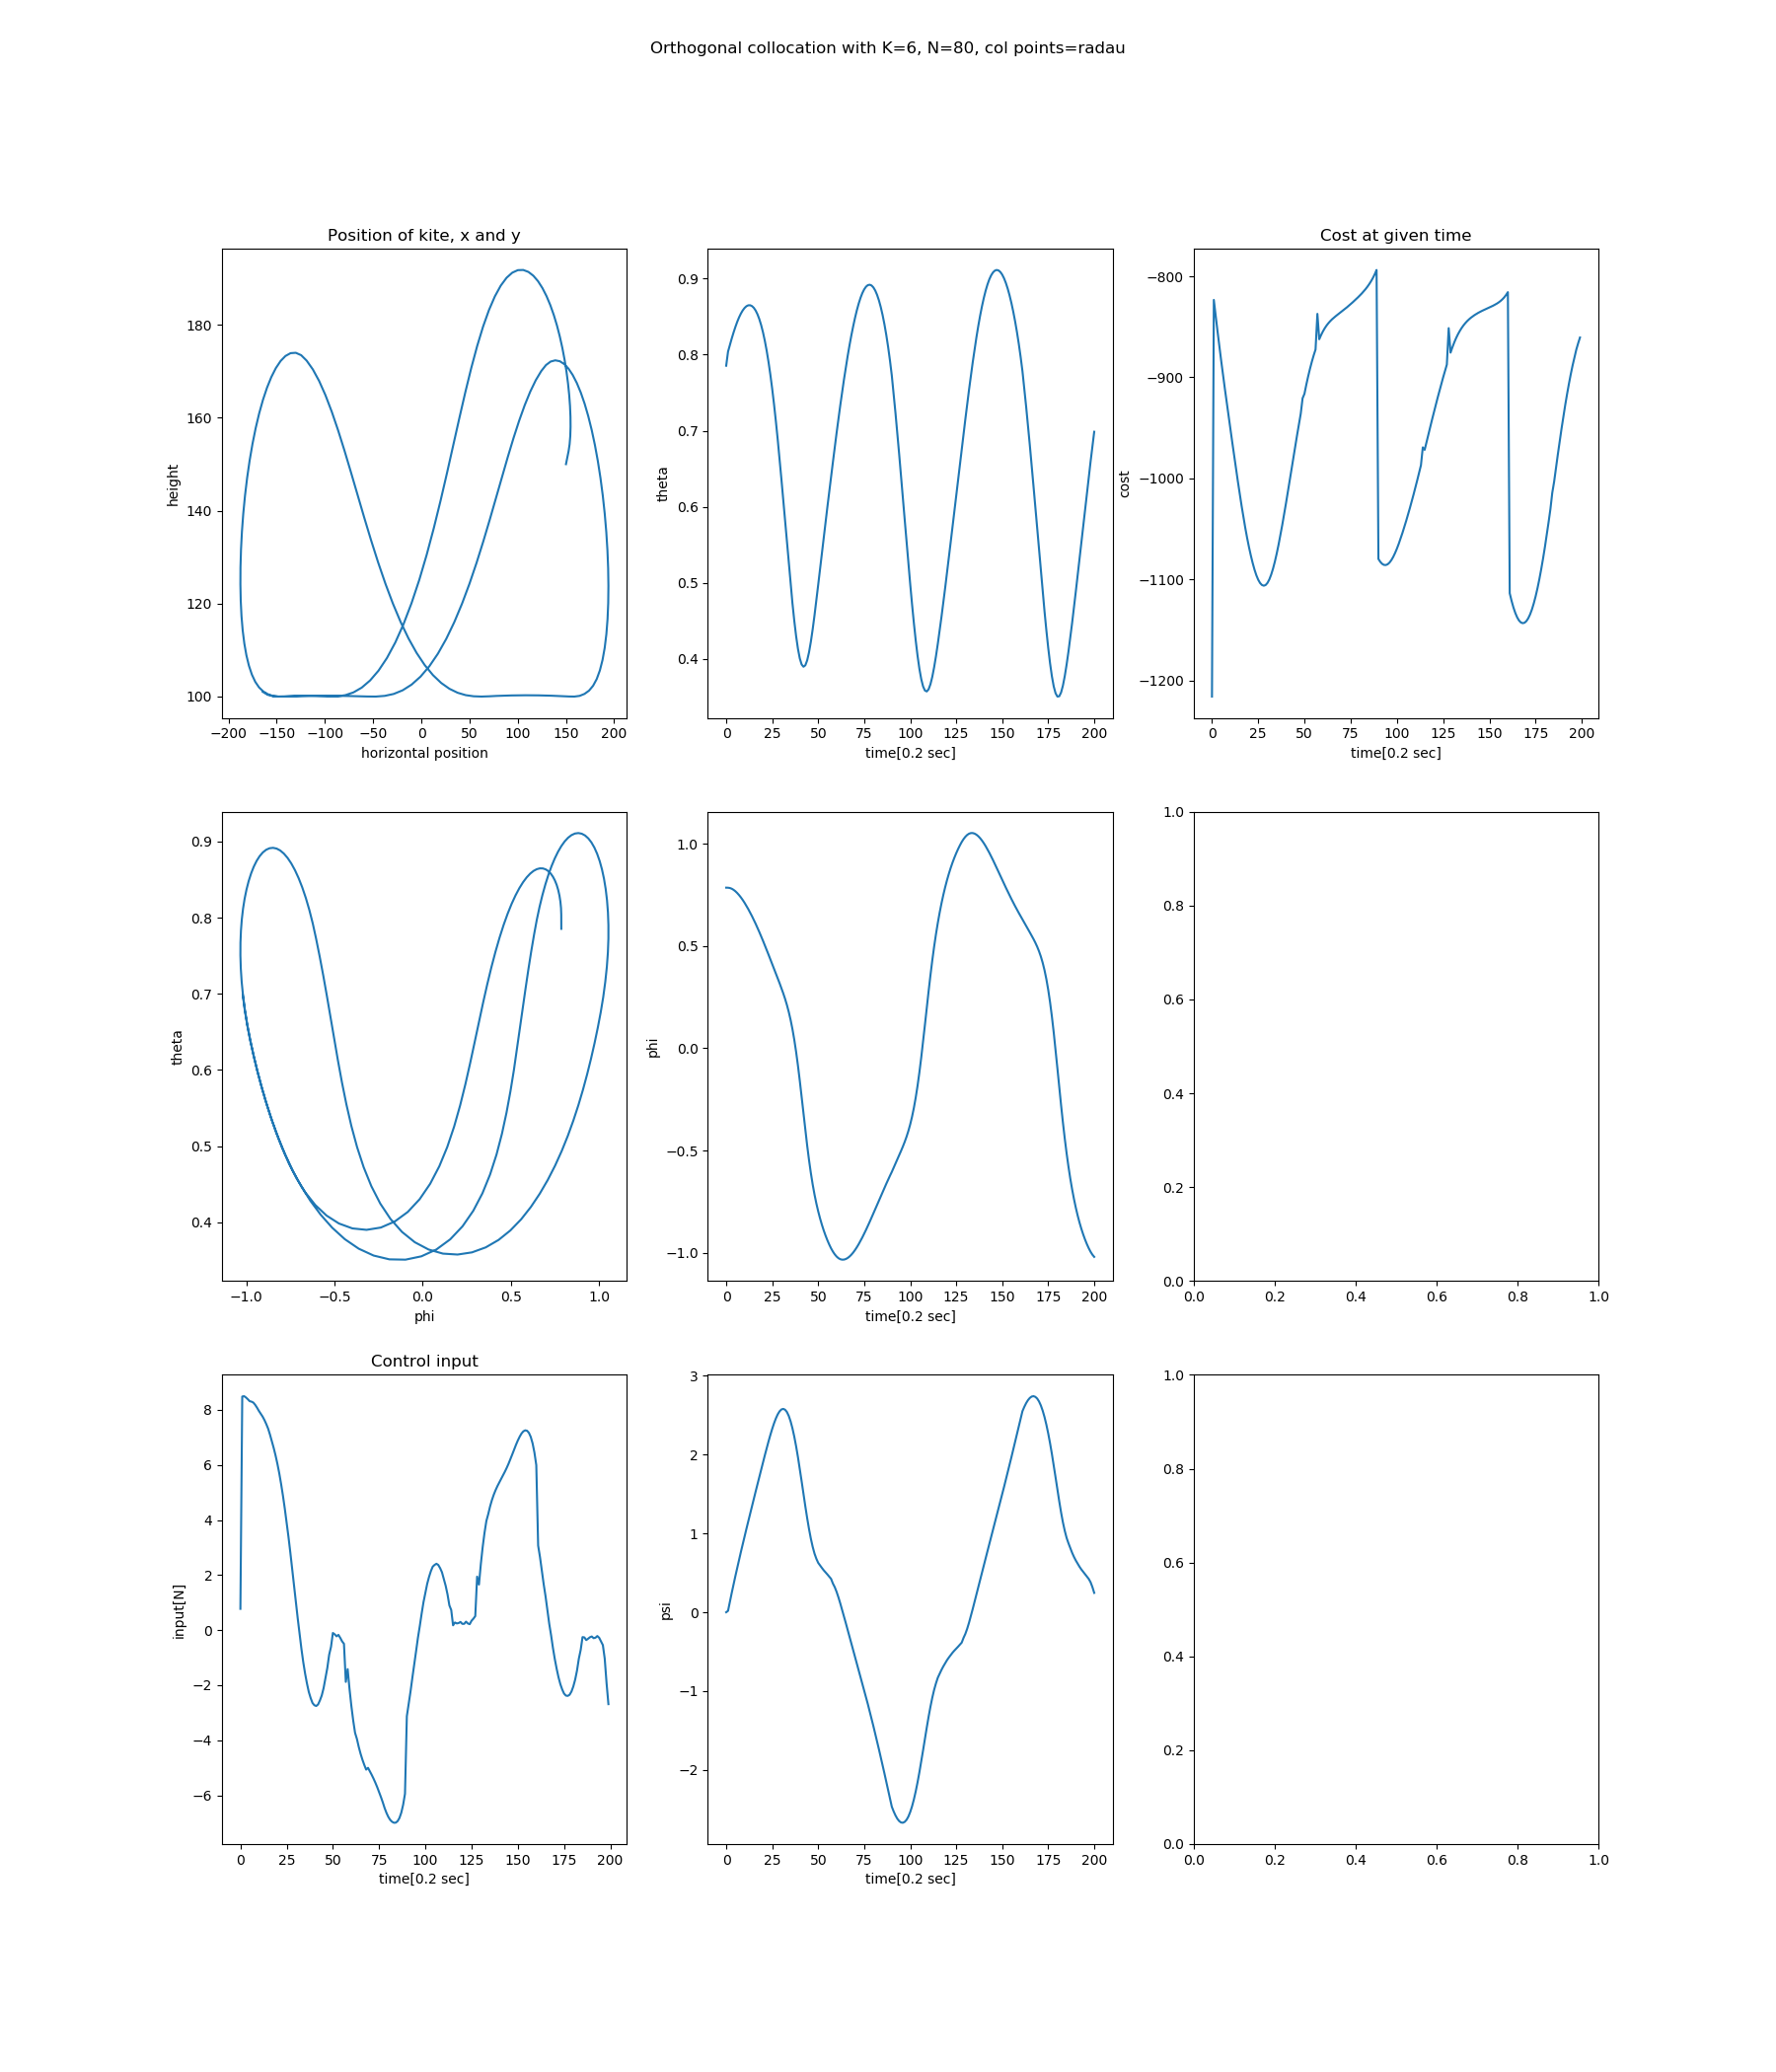 Orthogonal collocation with K=6, N=80, col points=radau
Position of kite, x and y
height
180
160
140
120
100
−200 −150 −100 −50 0 50 100 150 200
horizontal position
theta
0.9
0.8
0.7
0.6
0.5
0.4
0 25 50 75 100 125 150 175 200
time[0.2 sec]
Cost at given time
cost
−800
−900
−1000
−1100
−1200
0 25 50 75 100 125 150 175 200
time[0.2 sec]
theta
0.9
0.8
0.7
0.6
0.5
0.4
−1.0 −0.5 0.0 0.5 1.0
phi
phi
1.0
0.5
0.0
−0.5
−1.0
0 25 50 75 100 125 150 175 200
time[0.2 sec]
1.0
0.8
0.6
0.4
0.2
0.0
0.0 0.2 0.4 0.6 0.8 1.0
Control input
input[N]
8
6
4
2
0
−2
−4
−6
0 25 50 75 100 125 150 175 200
time[0.2 sec]
psi
3
2
1
0
−1
−2
0 25 50 75 100 125 150 175 200
time[0.2 sec]
1.0
0.8
0.6
0.4
0.2
0.0
0.0 0.2 0.4 0.6 0.8 1.0